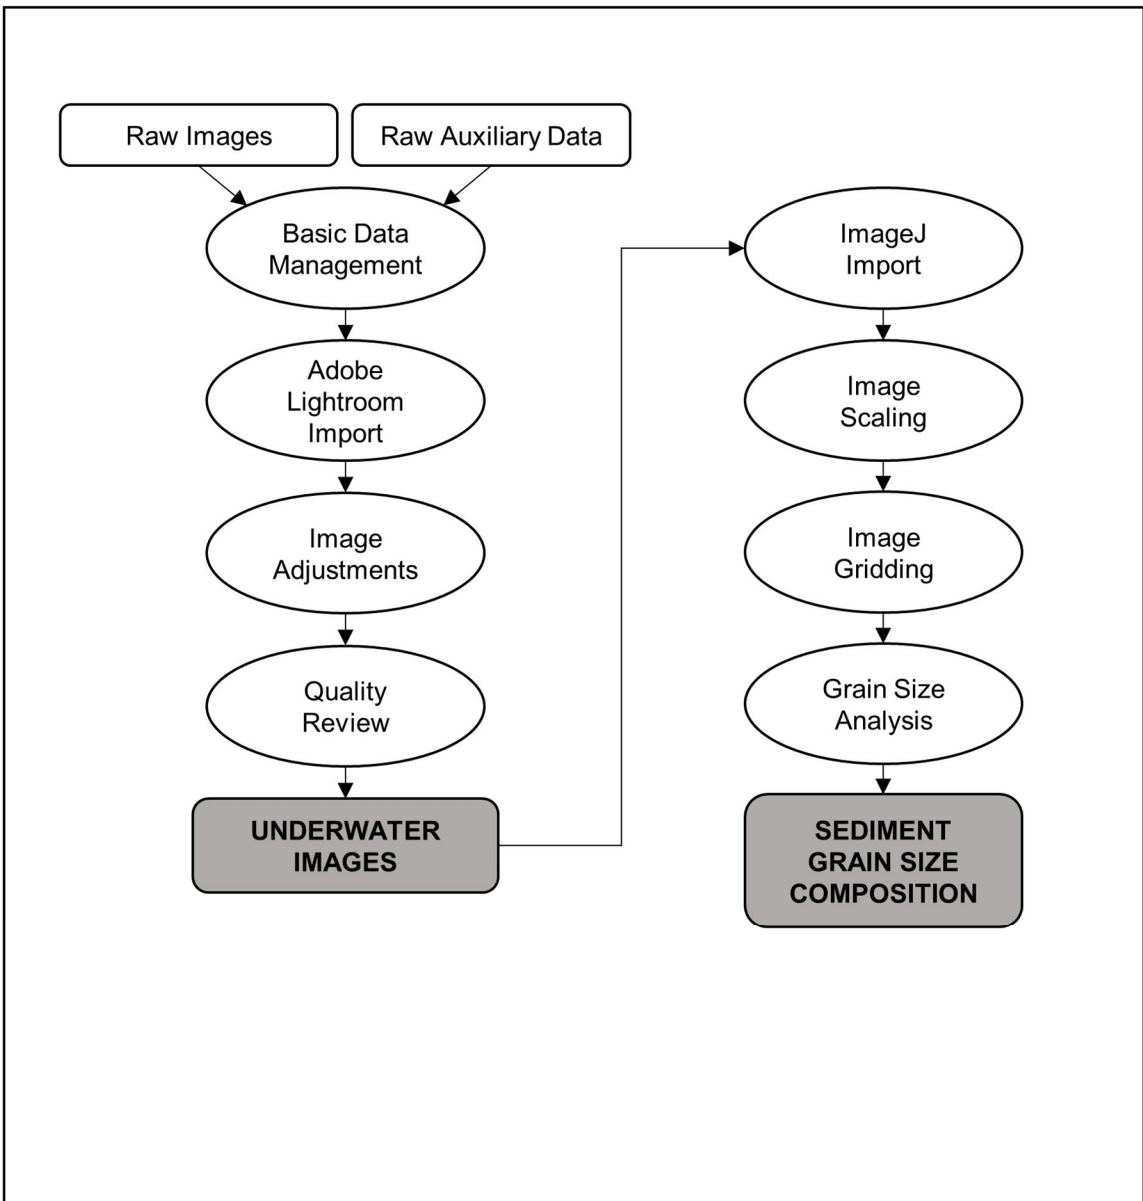 Raw Images
Raw Auxiliary Data
Basic Data
Management
Adobe
Lightroom
Import
Image
Adjustments
Quality
Review
UNDERWATER
IMAGES
ImageJ
Import
Image
Scaling
Image
Gridding
Grain Size
Analysis
SEDIMENT
GRAIN SIZE
COMPOSITION